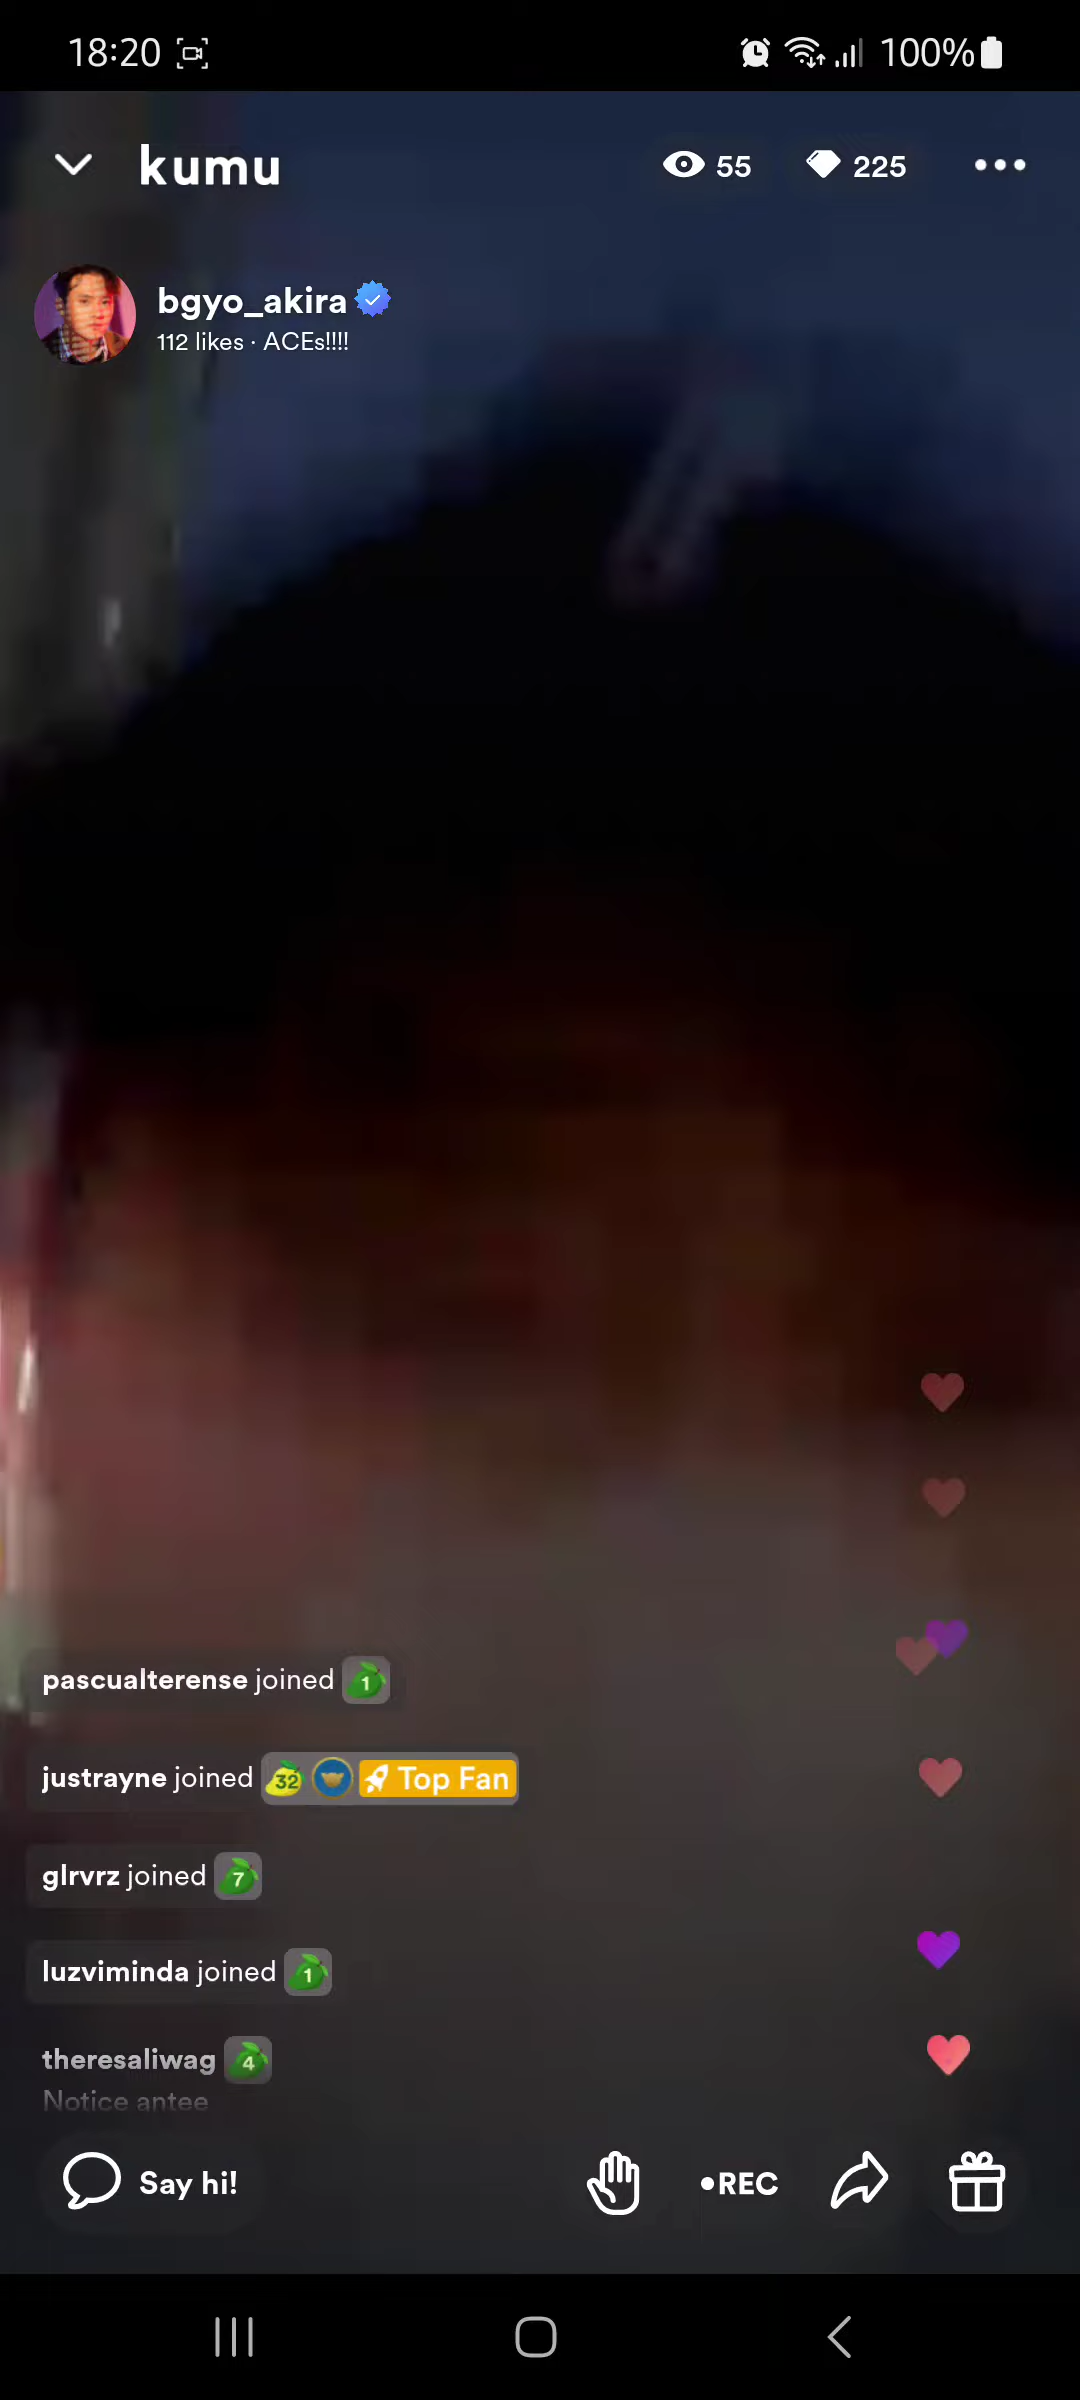 18:20 100%
kumu 55 225
bgyo_akira
112 likes · ACEs!!!!
pascualterense joined 1
justrayne joined 32 Top Fan
glrvrz joined 7
luzviminda joined 1
theresaliwag 4
Notice antee
Say hi! •REC